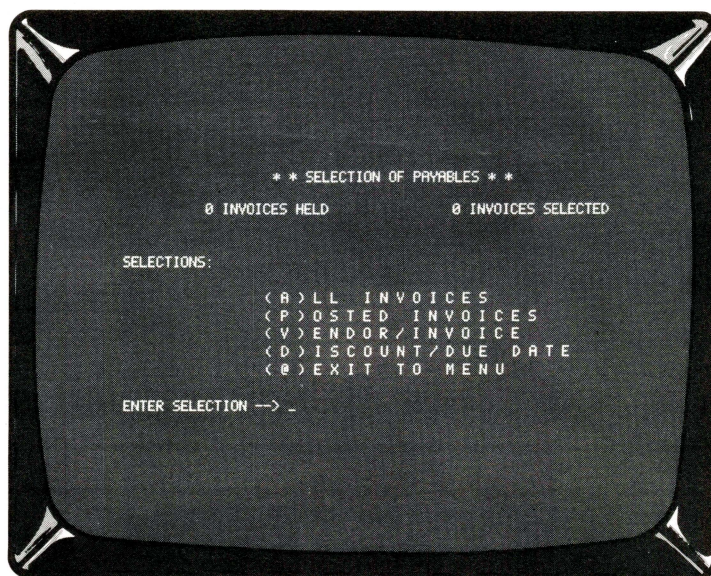 * * SELECTION OF PAYABLES * *
0 INVOICES HELD 0 INVOICES SELECTED
SELECTIONS:
(A)LL INVOICES
(P)OSTED INVOICES
(V)ENDOR/INVOICE
(D)ISCOUNT/DUE DATE
(@)EXIT TO MENU
ENTER SELECTION --> _